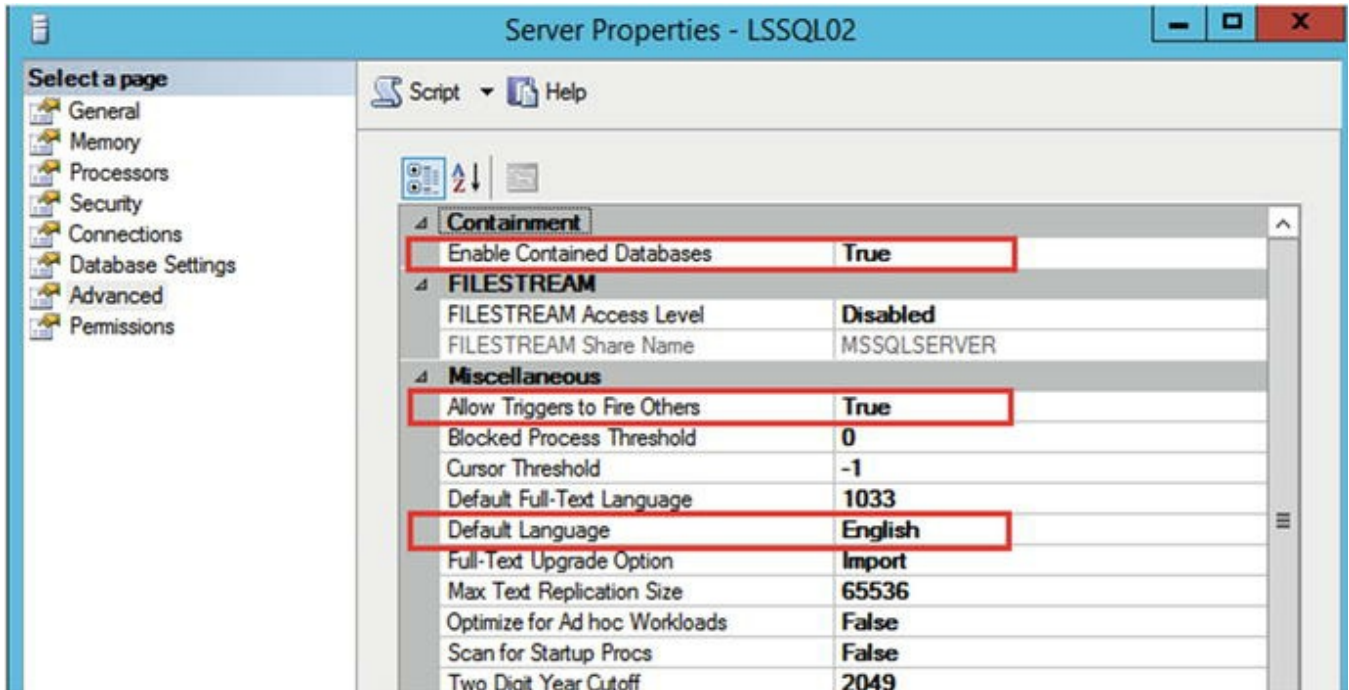 Server Properties - LSSQL02
Select a page
General
Memory
Processors
Security
Connections
Database Settings
Advanced
Permissions
Script Help
Containment
Enable Contained Databases True
FILESTREAM
FILESTREAM Access Level Disabled
FILESTREAM Share Name MSSQLSERVER
Miscellaneous
Allow Triggers to Fire Others True
Blocked Process Threshold 0
Cursor Threshold -1
Default Full-Text Language 1033
Default Language English
Full-Text Upgrade Option Import
Max Text Replication Size 65536
Optimize for Ad hoc Workloads False
Scan for Startup Procs False
Two Digit Year Cutoff 2049